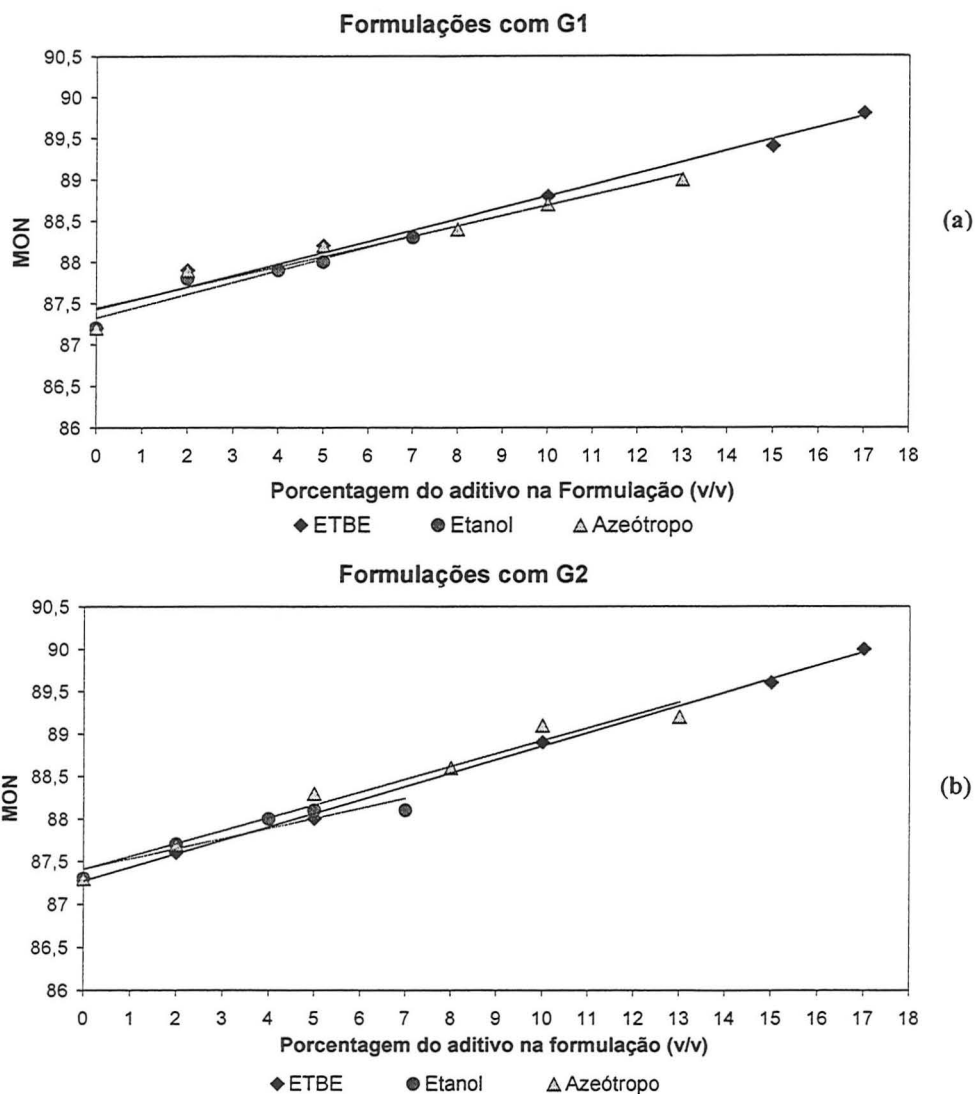 Formulações com G1
90,5
90
89,5
89
88,5
88
87,5
87
86,5
86
MON
0 1 2 3 4 5 6 7 8 9 10 11 12 13 14 15 16 17 18
Porcentagem do aditivo na Formulação (v/v)
ETBE Etanol Azeótropo
(a)
Formulações com G2
90,5
90
89,5
89
88,5
88
87,5
87
86,5
86
MON
0 1 2 3 4 5 6 7 8 9 10 11 12 13 14 15 16 17 18
Porcentagem do aditivo na formulação (v/v)
ETBE Etanol Azeótropo
(b)